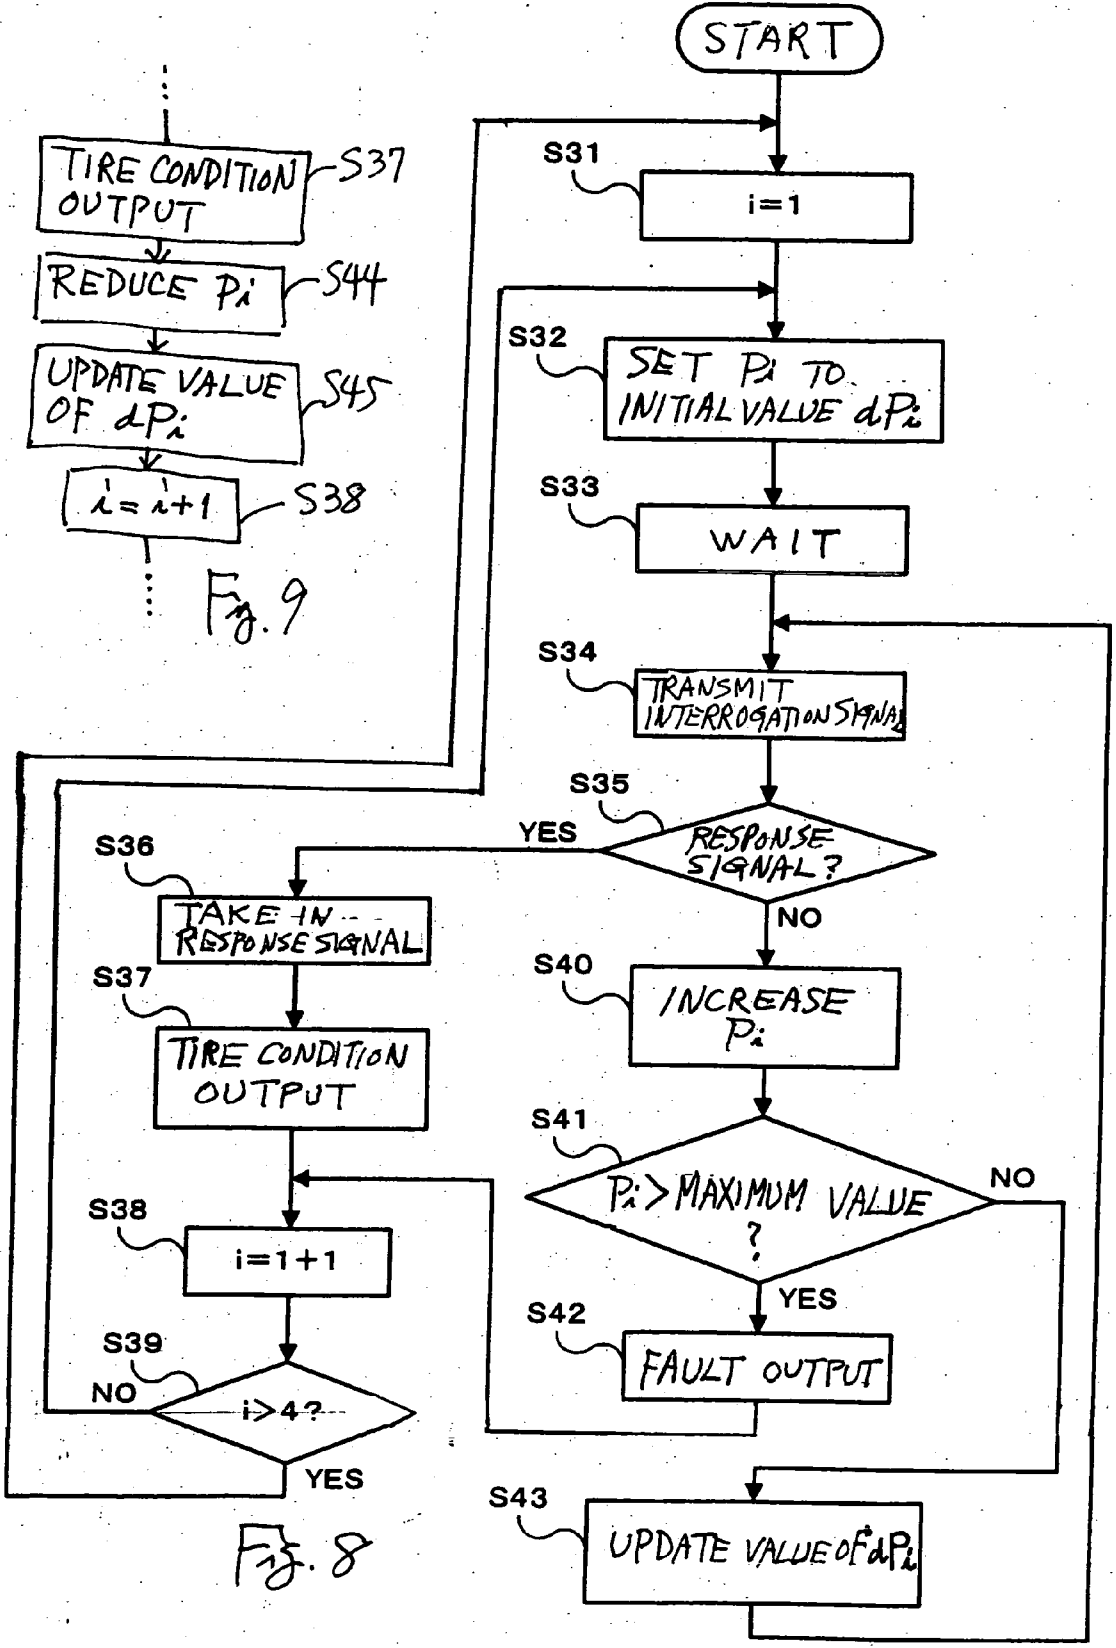 START
S31
i=1
S32
SET Pi TO
INITIAL VALUE dPi
S33
WAIT
S34
TRANSMIT
INTERROGATION SIGNAL
S35
RESPONSE
SIGNAL?
YES
NO
S36
TAKE IN
RESPONSE SIGNAL
S37
TIRE CONDITION
OUTPUT
S38
i=1+1
S39
i>4?
NO
YES
S40
INCREASE
Pi
S41
Pi>MAXIMUM VALUE
?
NO
YES
S42
FAULT OUTPUT
S43
UPDATE VALUE OF dPi
Fig. 8
TIRE CONDITION
OUTPUT
S37
REDUCE Pi
S44
UPDATE VALUE
OF dPi
S45
i=i+1
S38
Fig. 9